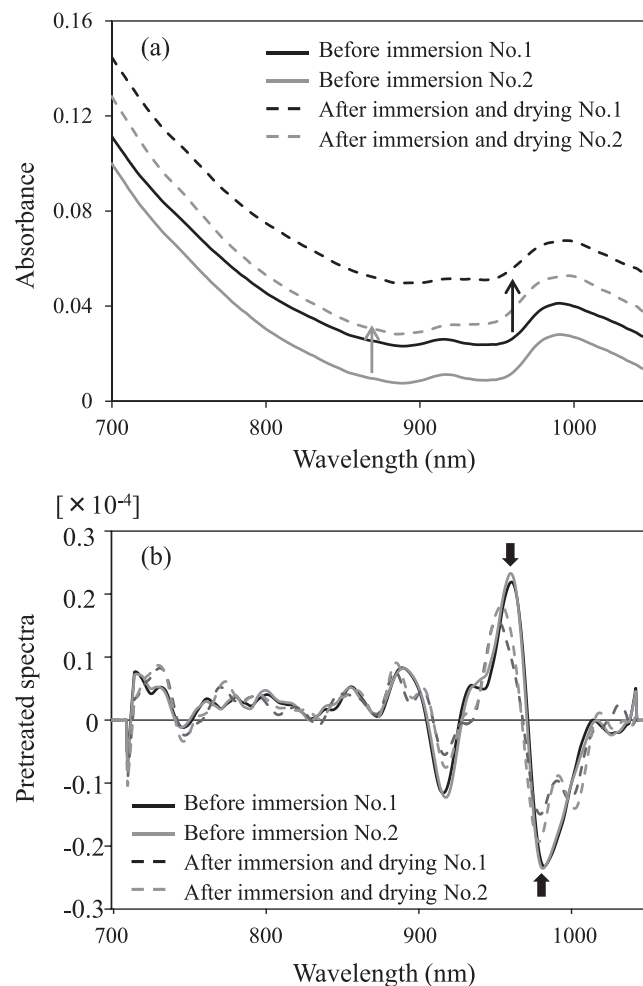 0.16
(a)
Before immersion No.1
Before immersion No.2
After immersion and drying No.1
After immersion and drying No.2
0.12
0.08
0.04
0
Absorbance
700 800 900 1000
Wavelength (nm)
[×10-4]
0.3
(b)
0.2
0.1
0
-0.1
-0.2
-0.3
Pretreated spectra
Before immersion No.1
Before immersion No.2
After immersion and drying No.1
After immersion and drying No.2
700 800 900 1000
Wavelength (nm)